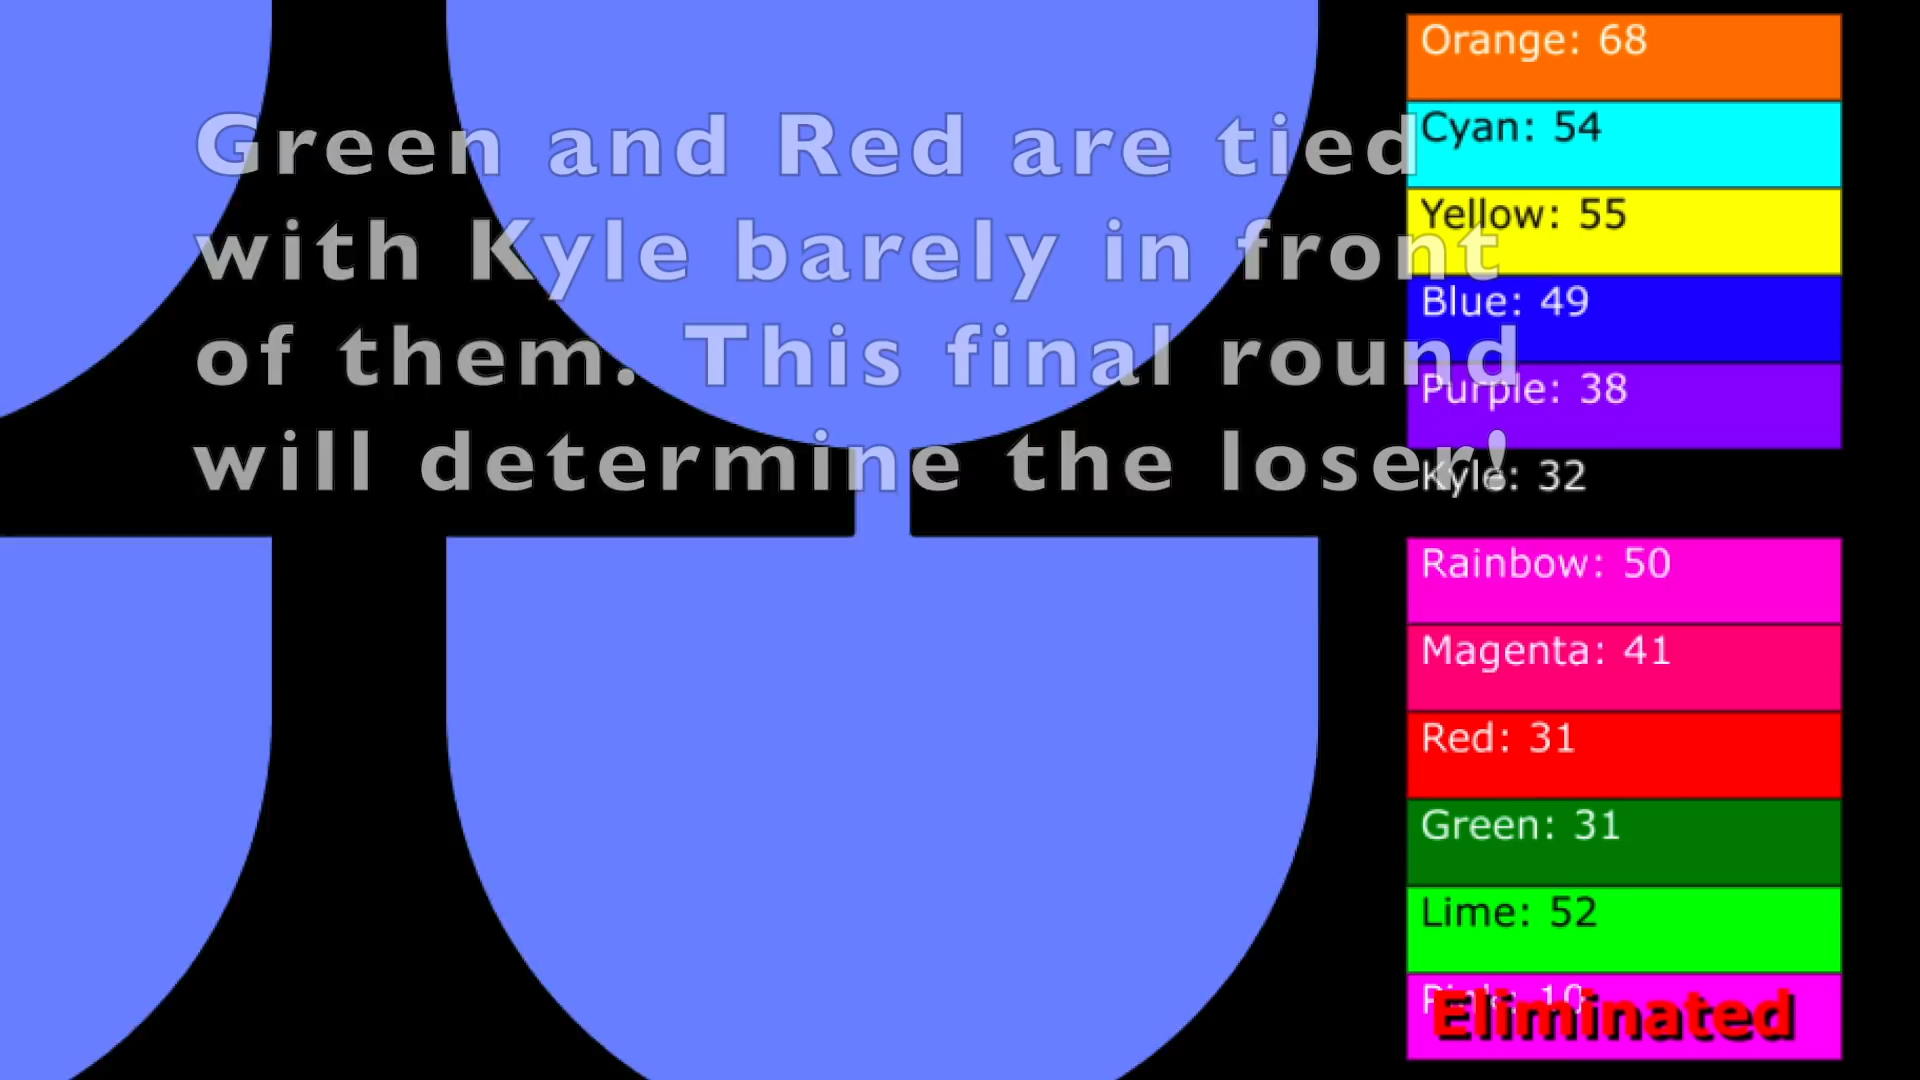 Green and Red are tied
with Kyle barely in front
of them. This final round
will determine the loser!
Orange: 68
Cyan: 54
Yellow: 55
Blue: 49
Purple: 38
Kyle: 32
Rainbow: 50
Magenta: 41
Red: 31
Green: 31
Lime: 52
Pink: 10
Eliminated